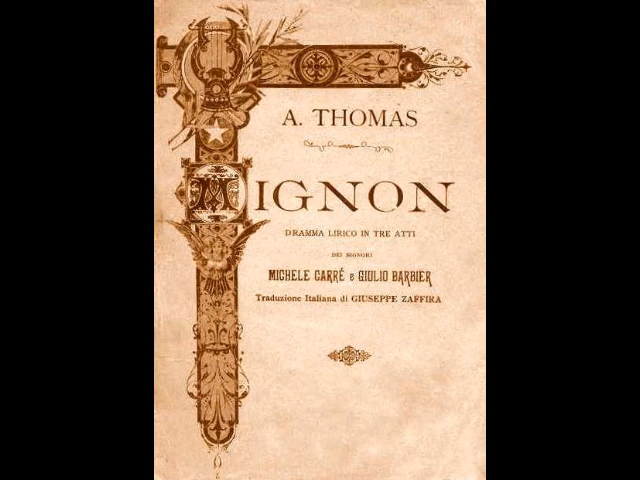 A. THOMAS
MIGNON
DRAMMA LIRICO IN TRE ATTI
DEI SIGNORI
MICHELE CARRÉ e GIULIO BARBIER
Traduzione Italiana di GIUSEPPE ZAFFIRA